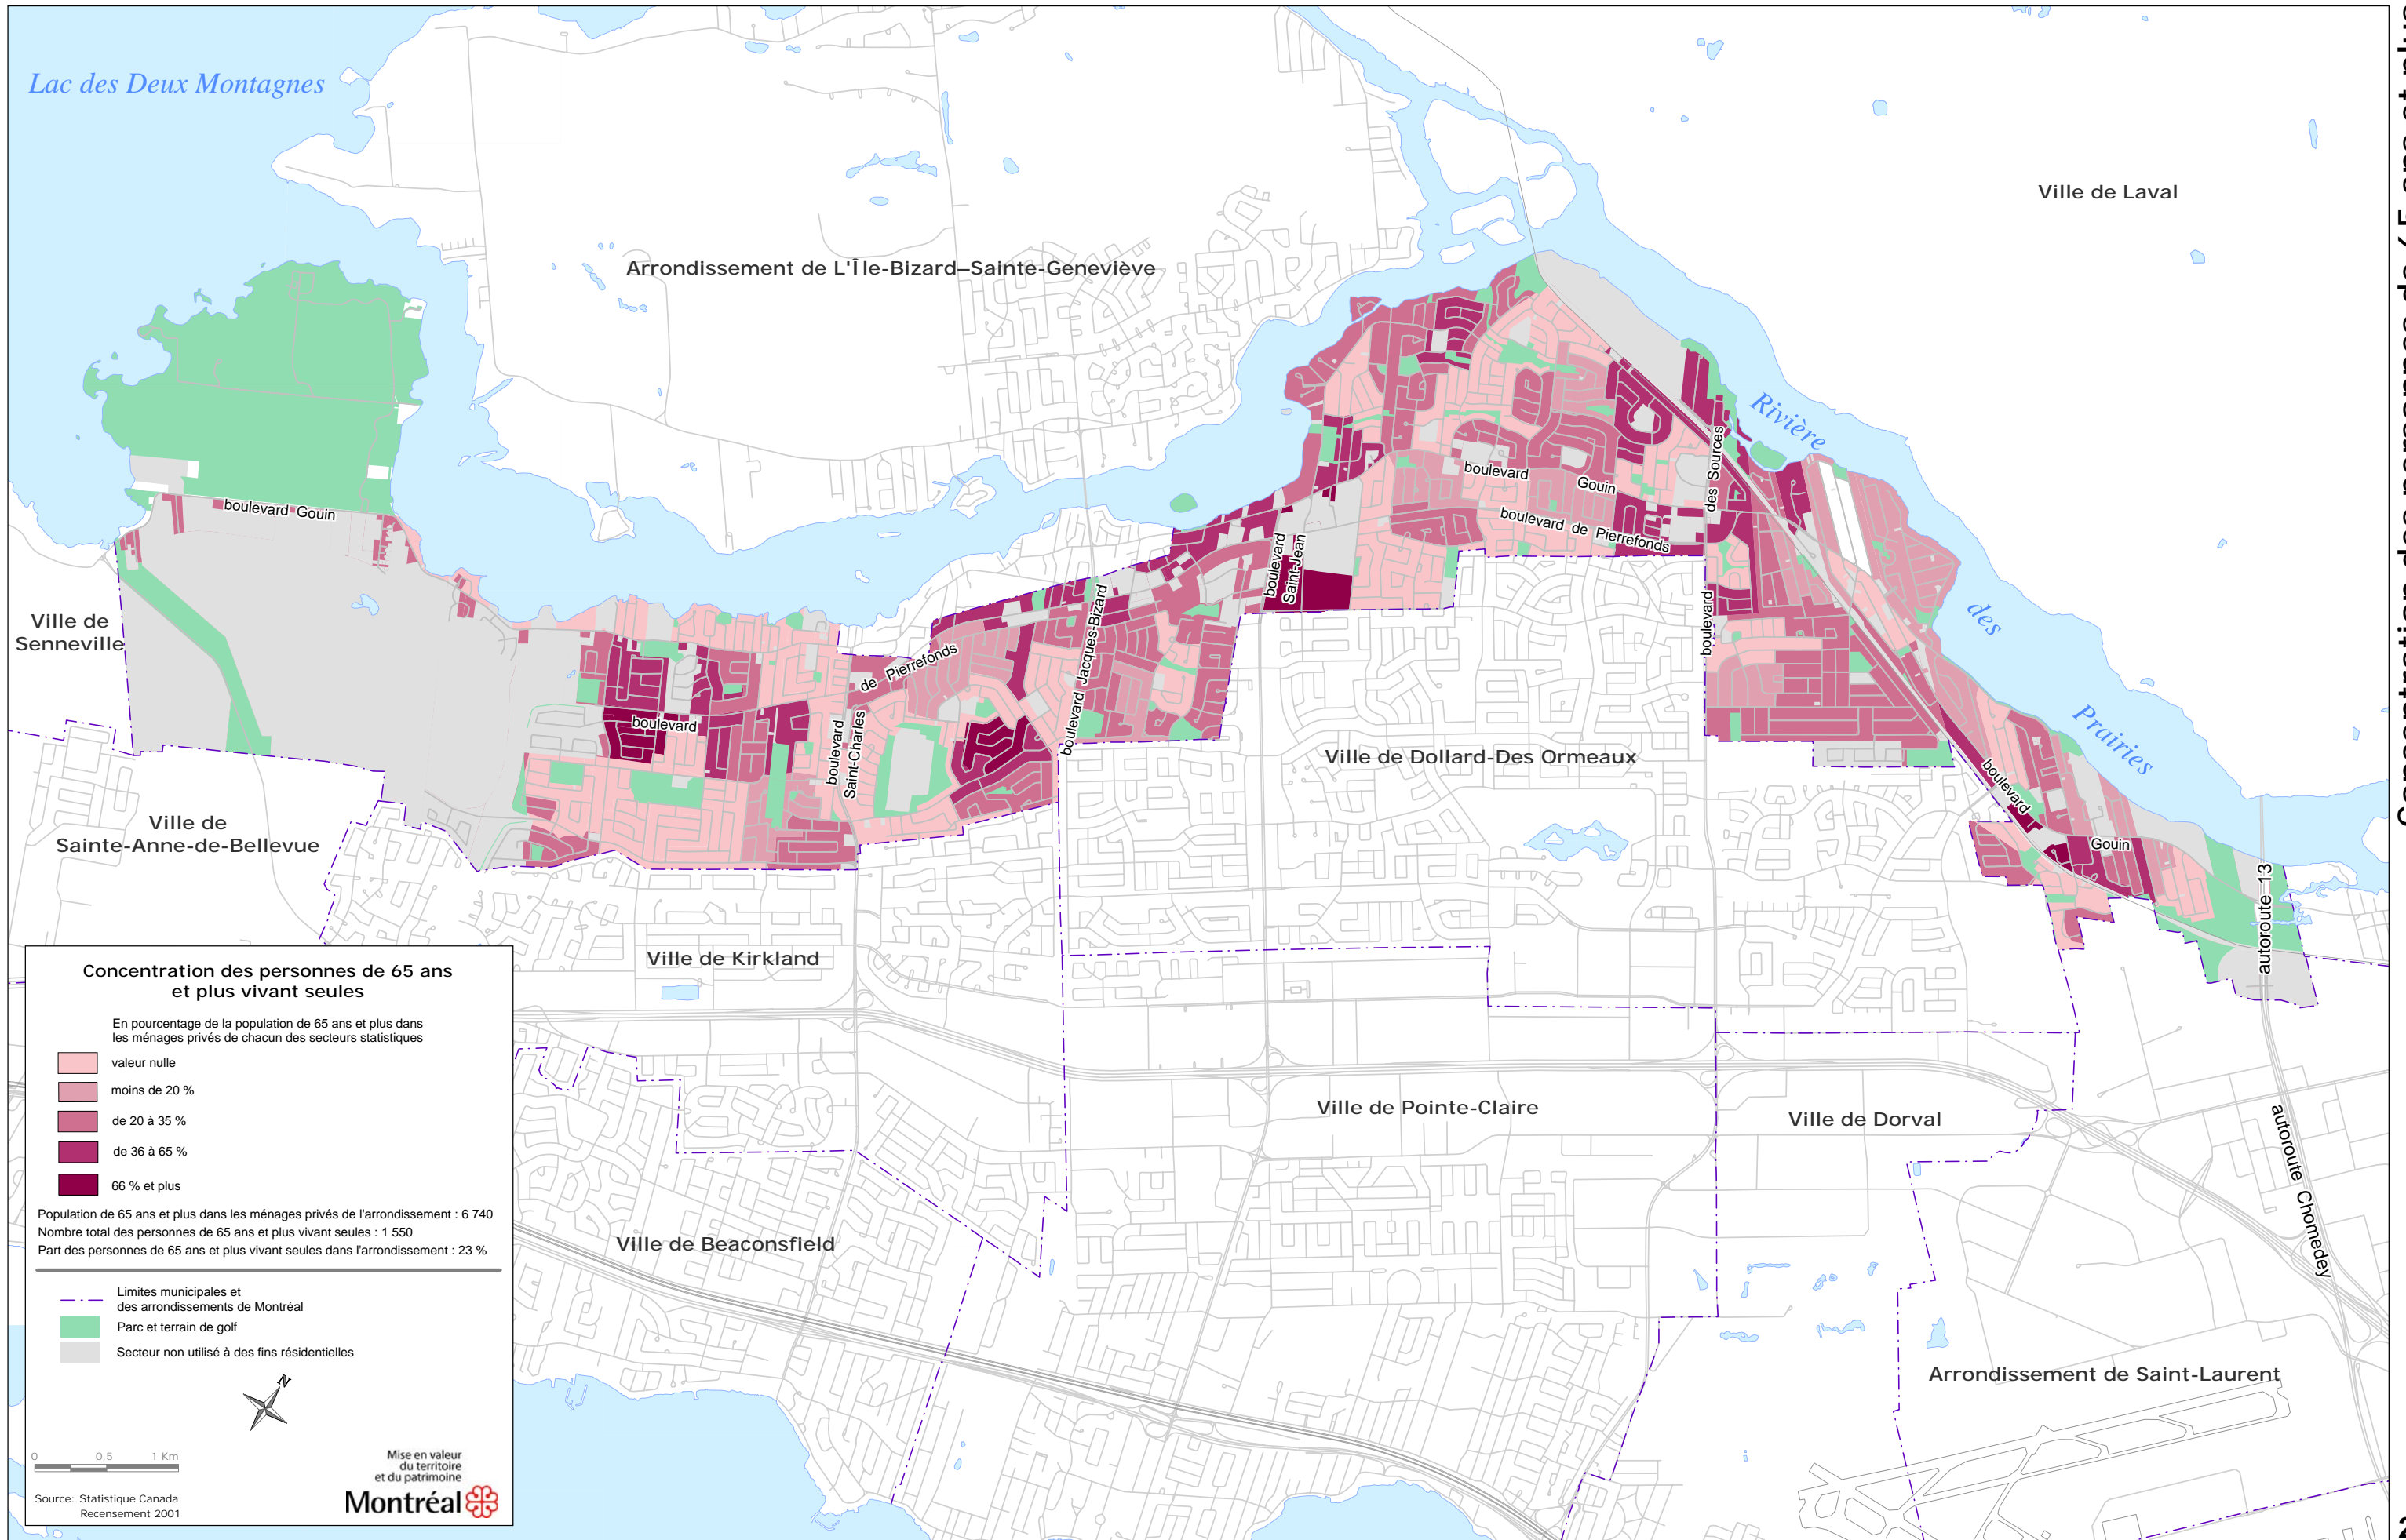 Lac des Deux Montagnes
Ville de Laval
Arrondissement de L'Île-Bizard–Sainte-Geneviève
Rivière
des
Prairies
boulevard Gouin
boulevard
Gouin
des Sources
boulevard
boulevard de Pierrefonds
boulevard
Saint-Jean
boulevard Jacques-Bizard
de Pierrefonds
boulevard
boulevard
Saint-Charles
Ville de
Senneville
Ville de
Sainte-Anne-de-Bellevue
Ville de Dollard-Des Ormeaux
boulevard
Gouin
autoroute 13
Ville de Kirkland
Ville de Pointe-Claire
Ville de Dorval
autoroute Chomedey
Ville de Beaconsfield
Arrondissement de Saint-Laurent
Concentration des personnes de 65 ans
et plus vivant seules
En pourcentage de la population de 65 ans et plus dans
les ménages privés de chacun des secteurs statistiques
valeur nulle
moins de 20 %
de 20 à 35 %
de 36 à 65 %
66 % et plus
Population de 65 ans et plus dans les ménages privés de l'arrondissement : 6 740
Nombre total des personnes de 65 ans et plus vivant seules : 1 550
Part des personnes de 65 ans et plus vivant seules dans l'arrondissement : 23 %
Limites municipales et
des arrondissements de Montréal
Parc et terrain de golf
Secteur non utilisé à des fins résidentielles
N
0 0,5 1 Km
Mise en valeur
du territoire
et du patrimoine
Montréal
Source: Statistique Canada
Recensement 2001